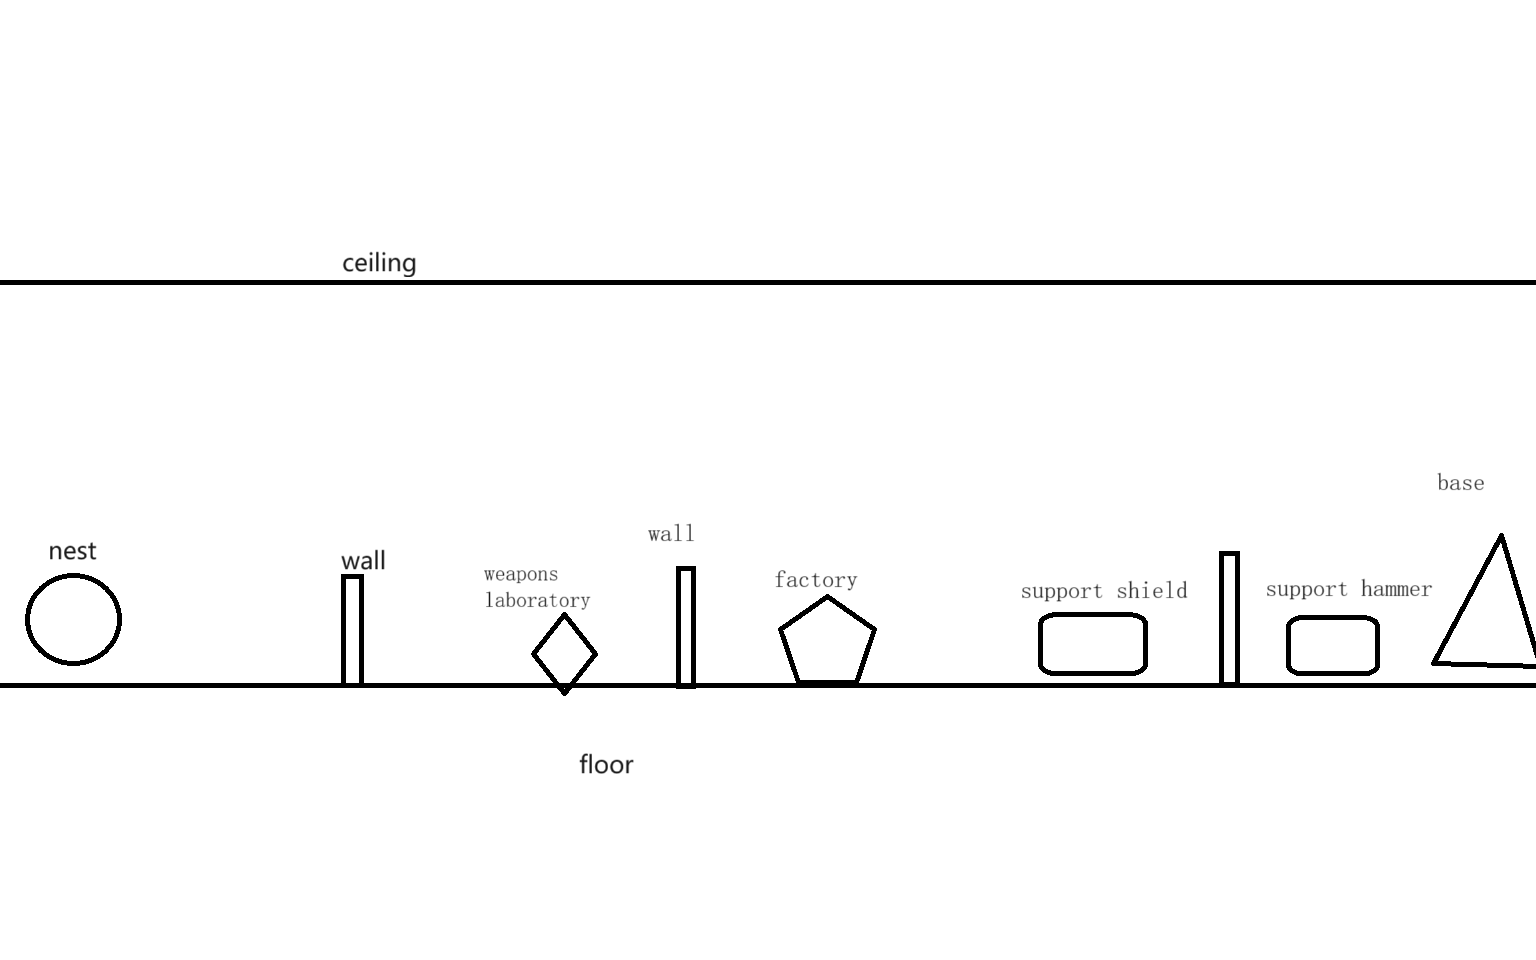 ceiling
base
wall
nest
wall
weapons
laboratory
factory
support shield
support hammer
floor